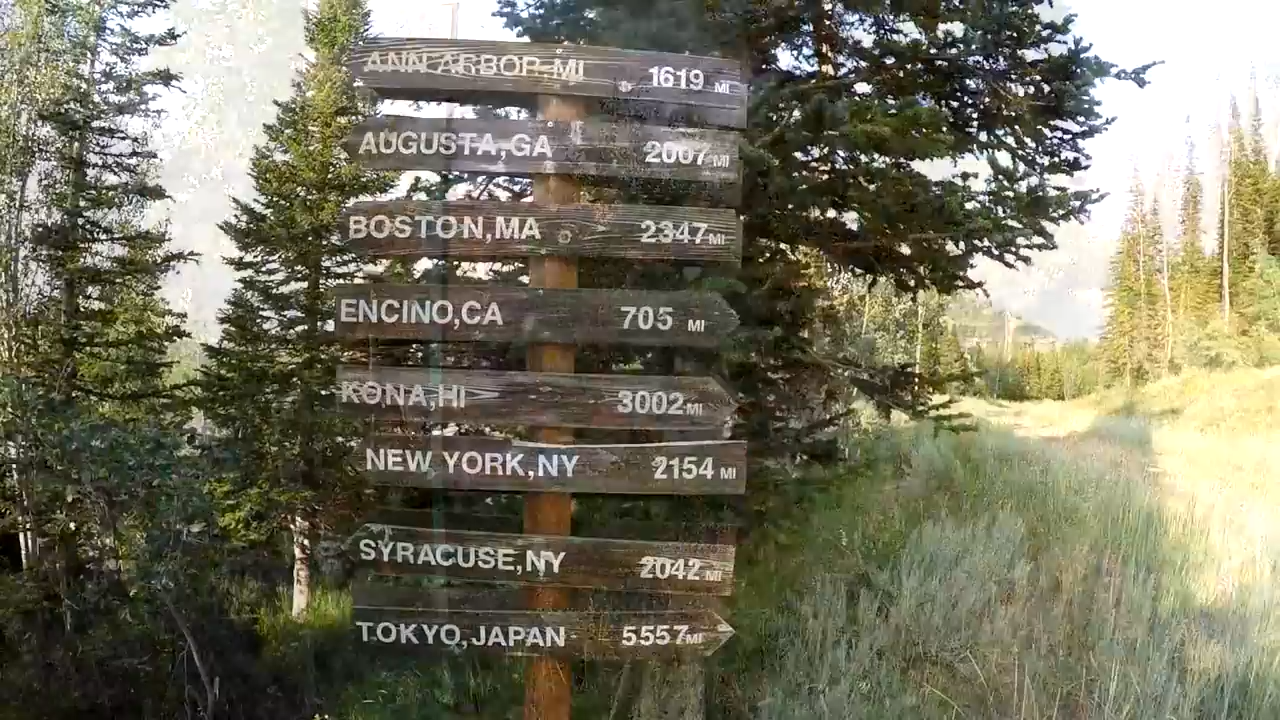 ANN ARBOR,MI 1619 MI
AUGUSTA,GA 2007 MI
BOSTON,MA 2347 MI
ENCINO,CA 705 MI
KONA,HI 3002 MI
NEW YORK,NY 2154 MI
SYRACUSE,NY 2042 MI
TOKYO,JAPAN 5557 MI